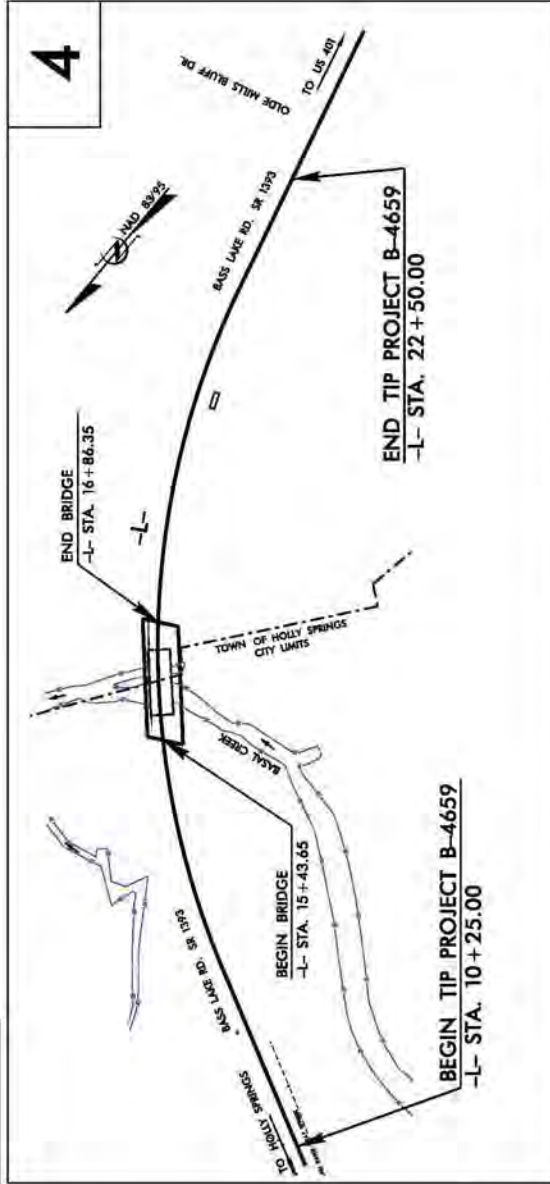 4
NAD 83/95
OLDE MILLS BLUFF DR.
TO US 401
BASS LAKE RD. SR 1393
END BRIDGE
-L- STA. 16+86.35
-L-
END TIP PROJECT B-4659
-L- STA. 22+50.00
TOWN OF HOLLY SPRINGS
CITY LIMITS
BASAL CREEK
BEGIN BRIDGE
-L- STA. 15+43.65
BASS LAKE RD. SR 1393
TO HOLLY SPRINGS
BEGIN TIP PROJECT B-4659
-L- STA. 10+25.00